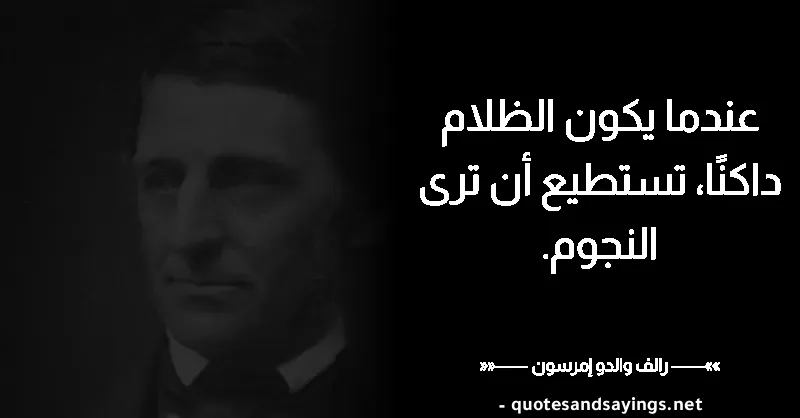 عندما يكون الظلام
داكنًا، تستطيع أن ترى
النجوم.
»»——— رالف والدو إمرسون ———««
- quotesandsayings.net